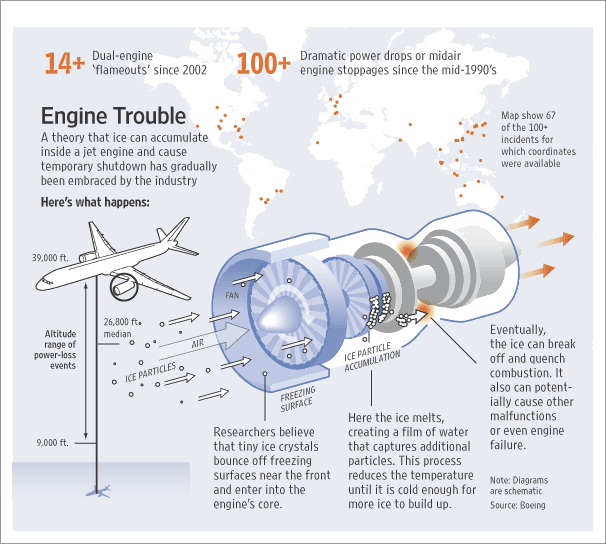 14+ Dual-engine
'flameouts' since 2002
100+ Dramatic power drops or midair
engine stoppages since the mid-1990's
Engine Trouble
A theory that ice can accumulate
inside a jet engine and cause
temporary shutdown has gradually
been embraced by the industry
Map show 67
of the 100+
incidents for
which coordinates
were available
Here's what happens:
39,000 ft.
26,800 ft.
median
Altitude
range of
power-loss
events
9,000 ft.
ICE PARTICLES
AIR
FAN
FREEZING
SURFACE
ICE PARTICLE
ACCUMULATION
Researchers believe
that tiny ice crystals
bounce off freezing
surfaces near the front
and enter into the
engine's core.
Here the ice melts,
creating a film of water
that captures additional
particles. This process
reduces the temperature
until it is cold enough for
more ice to build up.
Eventually,
the ice can break
off and quench
combustion. It
also can potent-
ially cause other
malfunctions
or even engine
failure.
Note: Diagrams
are schematic
Source: Boeing